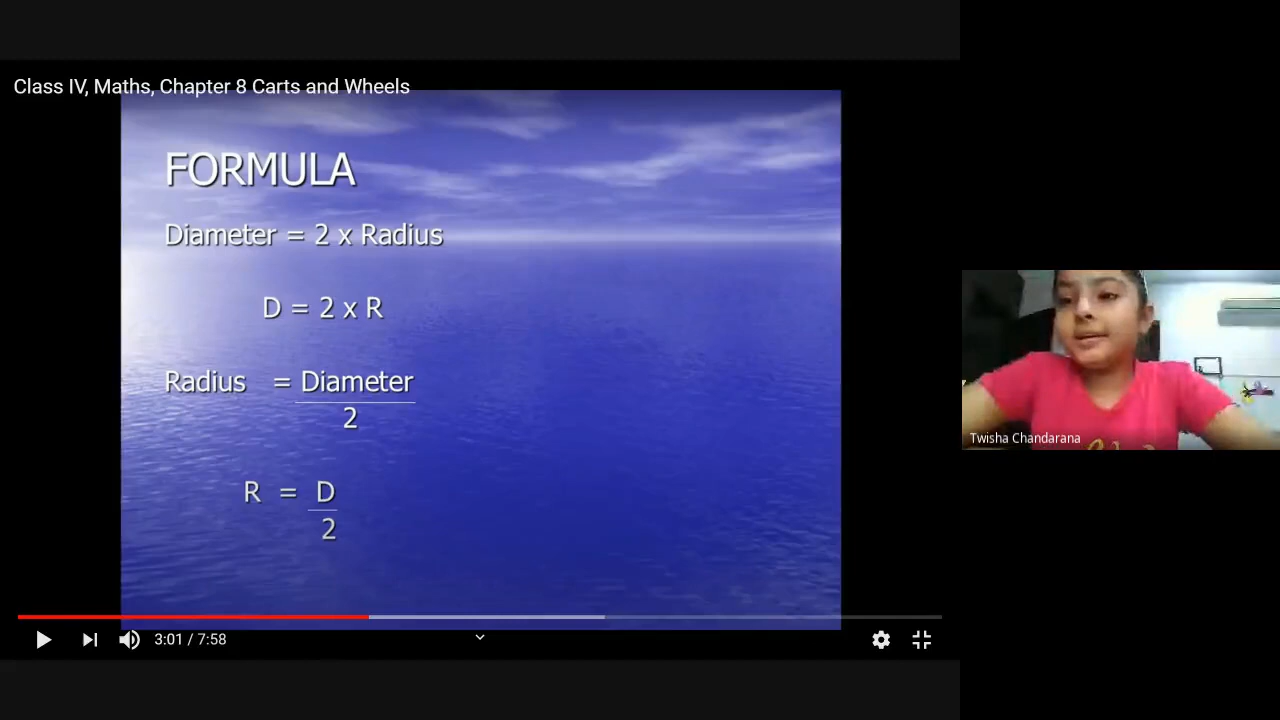 Class IV, Maths, Chapter 8 Carts and Wheels
FORMULA
Diameter = 2 x Radius
D = 2 x R
Radius = Diameter
2
R = D
2
3:01 / 7:58
Twisha Chandarana